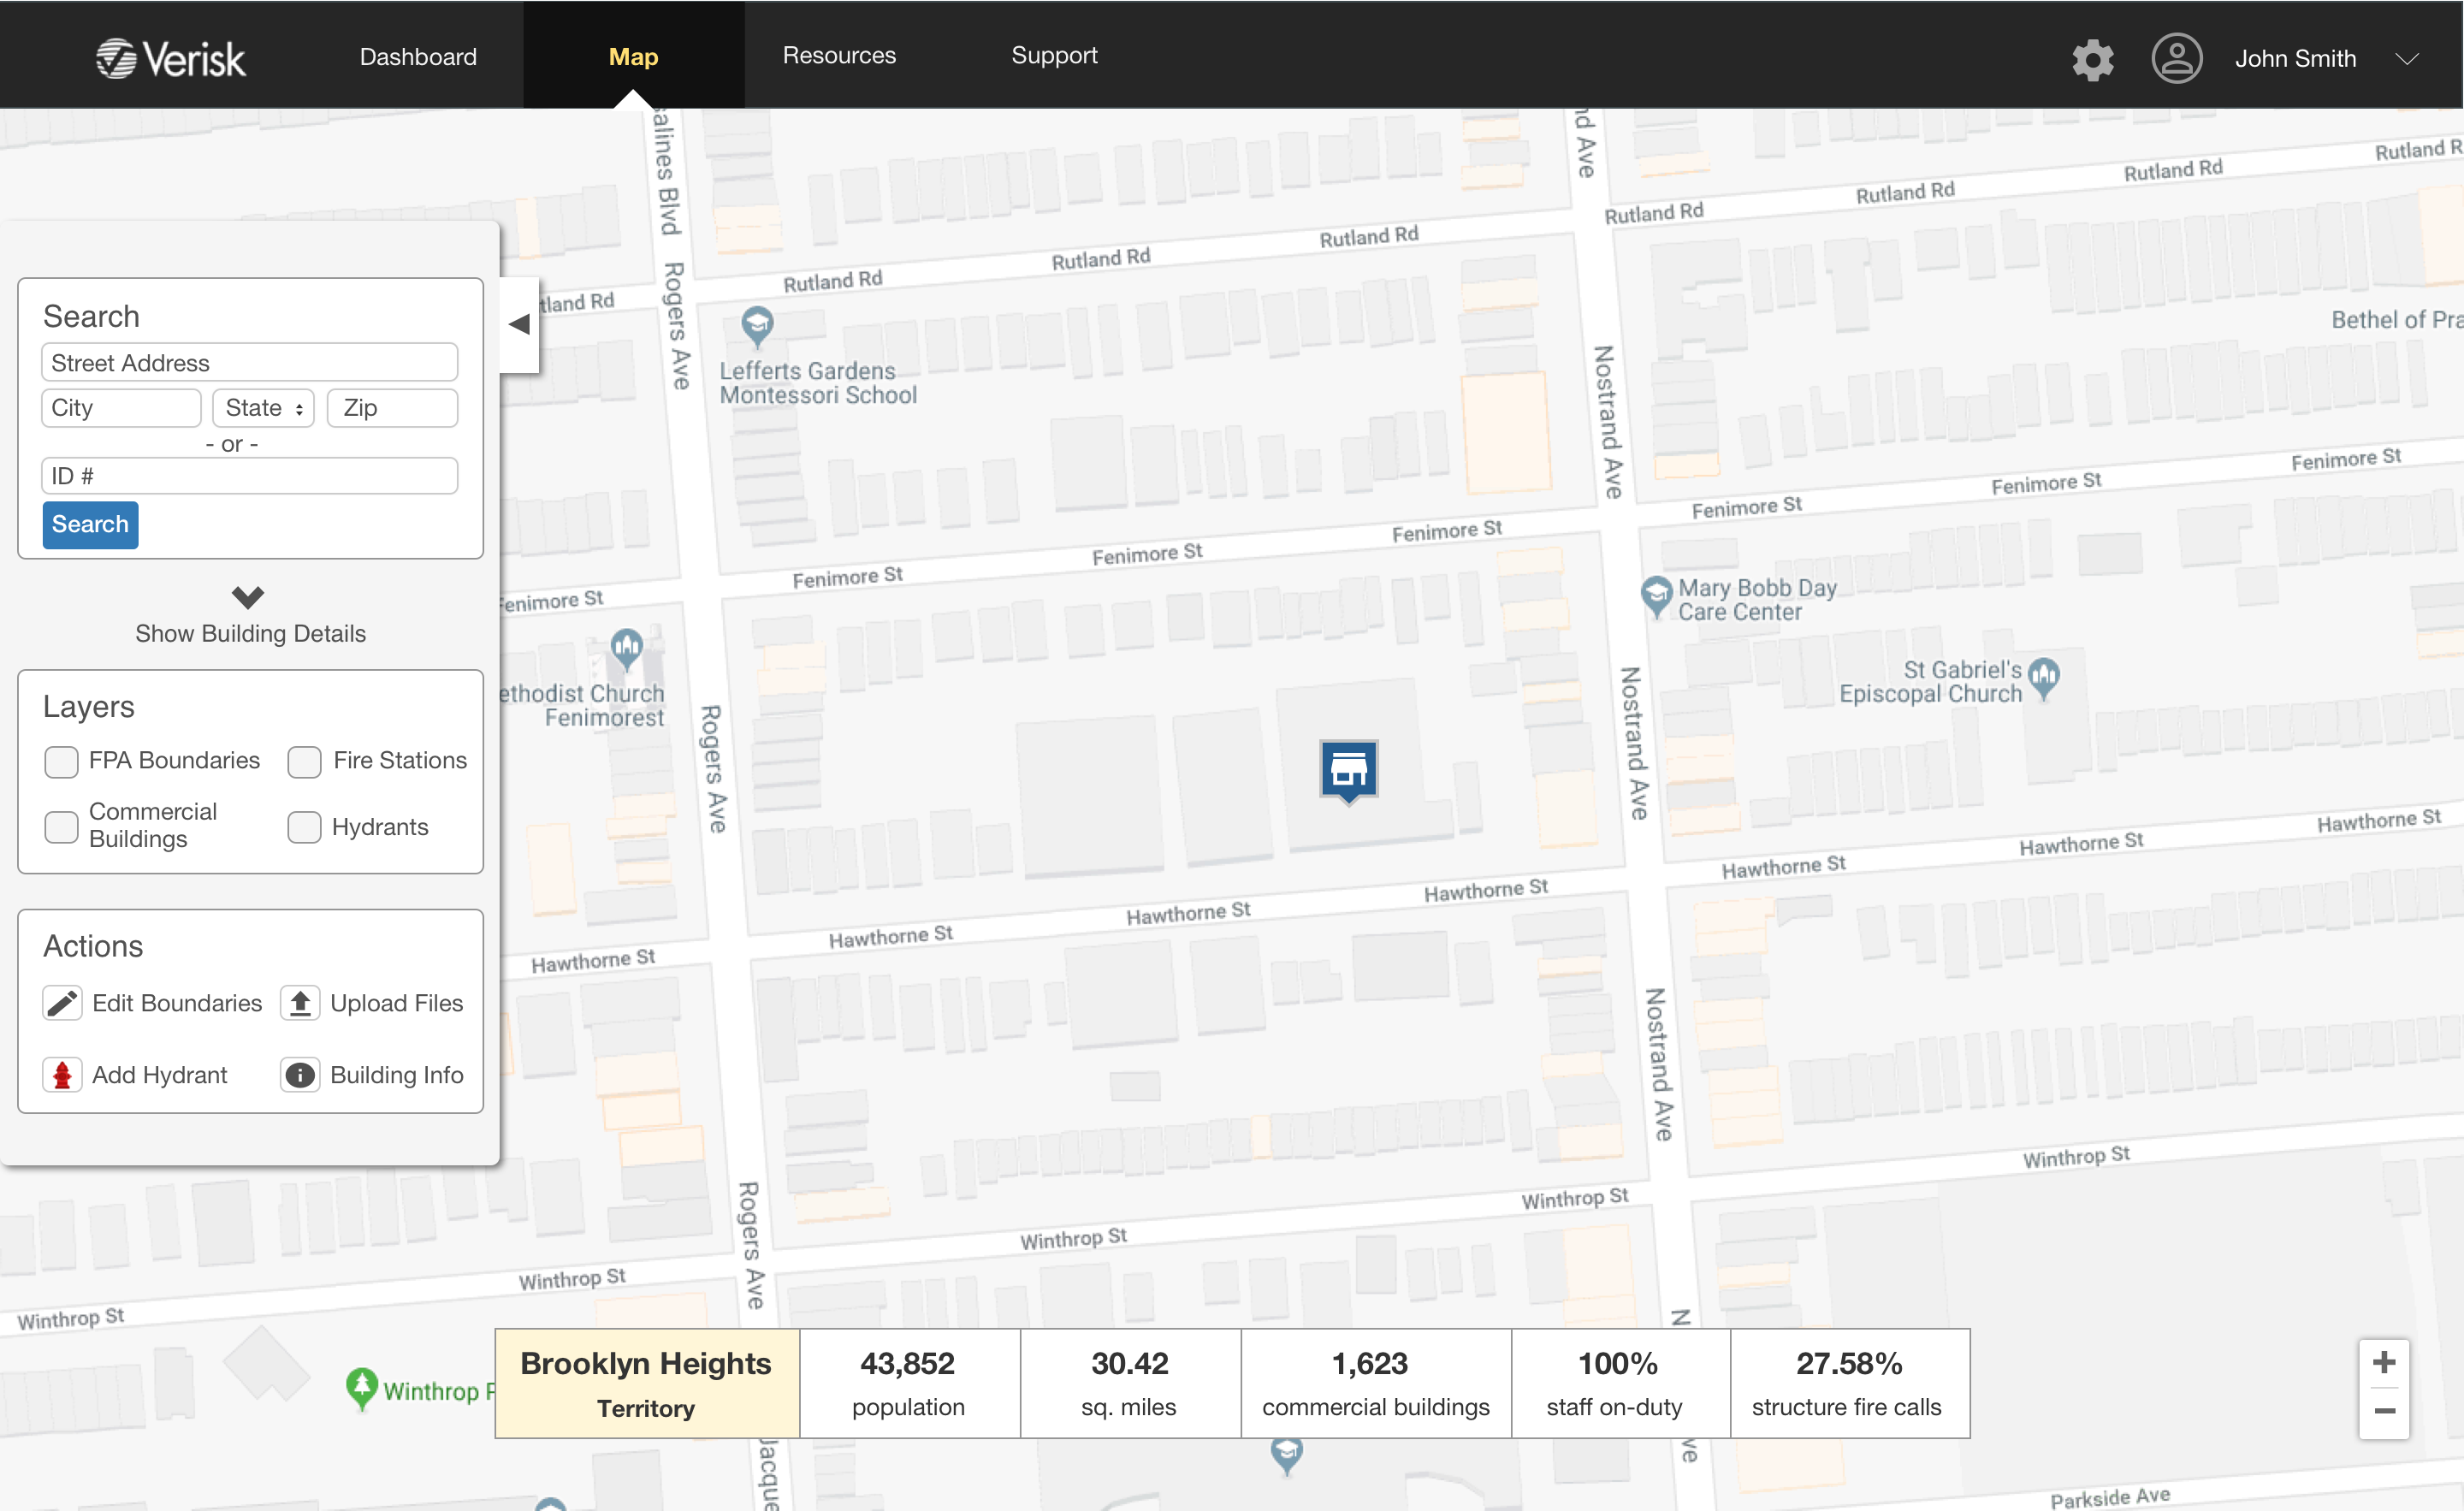 Verisk
Dashboard
Map
Resources
Support
John Smith
Search
Street Address
City
State
Zip
- or -
ID #
Search
Show Building Details
Layers
FPA Boundaries
Fire Stations
Commercial
Buildings
Hydrants
Actions
Edit Boundaries
Upload Files
Add Hydrant
Building Info
salines Blvd
nd Ave
Rutland R
Rutland Rd
Rutland Rd
Rutland Rd
Rutland Rd
Rutland Rd
Rutland Rd
tland Rd
Rogers Ave
Bethel of Pra
Lefferts Gardens
Montessori School
Nostrand Ave
Fenimore St
Fenimore St
Fenimore St
Fenimore St
Fenimore St
Fenimore St
Fenimore St
Mary Bobb Day
Care Center
St Gabriel's
Episcopal Church
ethodist Church
Fenimorest
Rogers Ave
Nostrand Ave
Hawthorne St
Hawthorne St
Hawthorne St
Hawthorne St
Hawthorne St
Hawthorne St
Hawthorne St
Nostrand Ave
Winthrop St
Winthrop St
Rogers Ave
Winthrop St
Winthrop St
Winthrop St
N
Winthrop P
Brooklyn Heights
Territory
43,852
population
30.42
sq. miles
1,623
commercial buildings
100%
staff on-duty
27.58%
structure fire calls
+
−
Jacque
ve
Parkside Ave